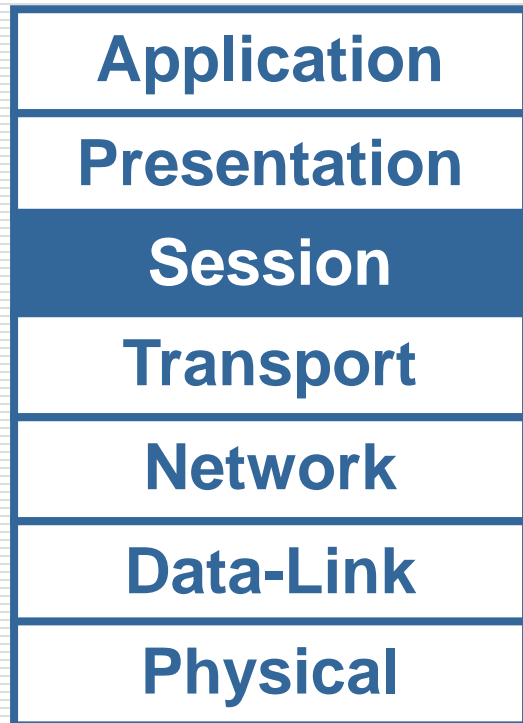 Application
Presentation
Session
Transport
Network
Data-Link
Physical